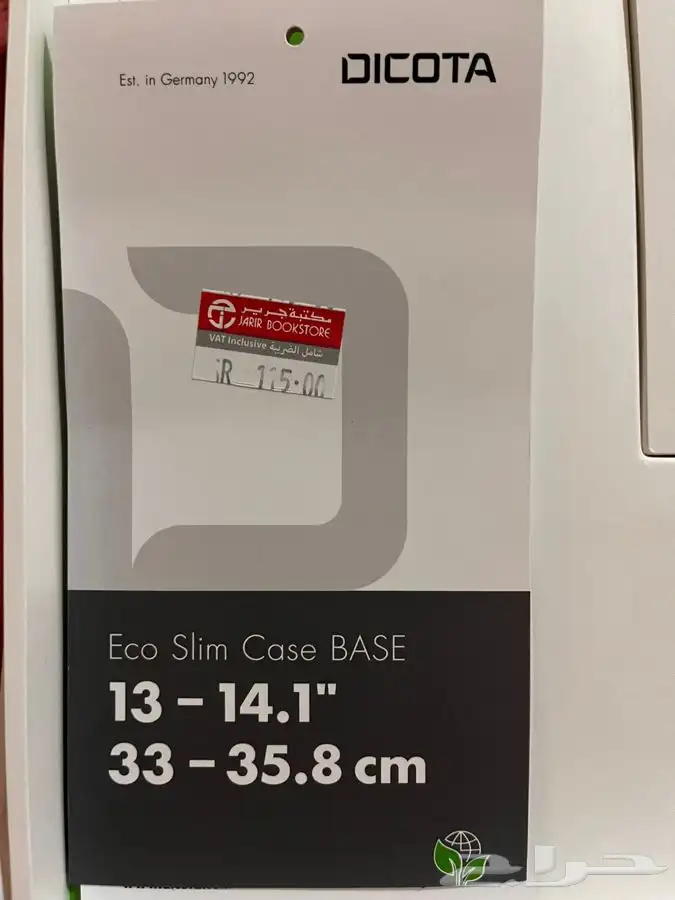 Est. in Germany 1992
DICOTA
مكتبة جرير
JARIR BOOKSTORE
VAT Inclusive شامل الضريبة
SR 115.00
Eco Slim Case BASE
13 – 14.1"
33 – 35.8 cm
حراج